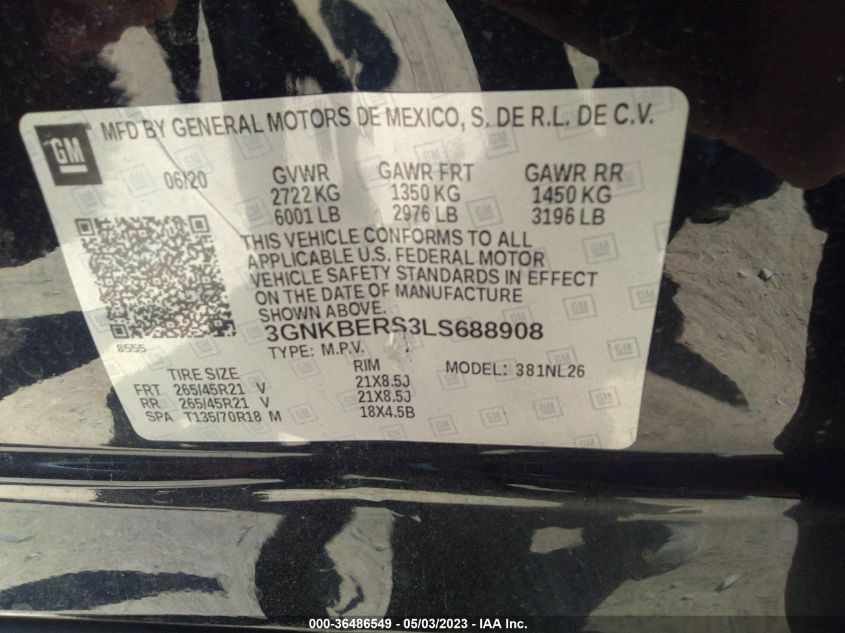 GM
MFD BY GENERAL MOTORS DE MEXICO, S. DE R.L. DE C.V.
06/20
GVWR GAWR FRT GAWR RR
2722 KG 1350 KG 1450 KG
6001 LB 2976 LB 3196 LB
THIS VEHICLE CONFORMS TO ALL
APPLICABLE U.S. FEDERAL MOTOR
VEHICLE SAFETY STANDARDS IN EFFECT
ON THE DATE OF MANUFACTURE
SHOWN ABOVE.
3GNKBERS3LS688908
8555
TYPE: M.P.V. MODEL: 381NL26
TIRE SIZE RIM
FRT 265/45R21 V 21X8.5J
RR 265/45R21 V 21X8.5J
SPA T135/70R18 M 18X4.5B
000-36486549 - 05/03/2023 - IAA Inc.